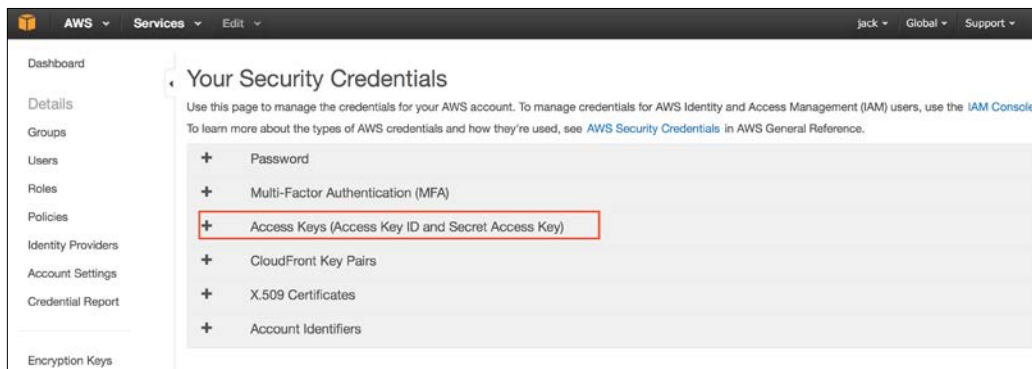 AWS Services Edit jack Global Support
Dashboard
Details
Groups
Users
Roles
Policies
Identity Providers
Account Settings
Credential Report
Encryption Keys
Your Security Credentials
Use this page to manage the credentials for your AWS account. To manage credentials for AWS Identity and Access Management (IAM) users, use the IAM Console
To learn more about the types of AWS credentials and how they're used, see AWS Security Credentials in AWS General Reference.
+ Password
+ Multi-Factor Authentication (MFA)
+ Access Keys (Access Key ID and Secret Access Key)
+ CloudFront Key Pairs
+ X.509 Certificates
+ Account Identifiers